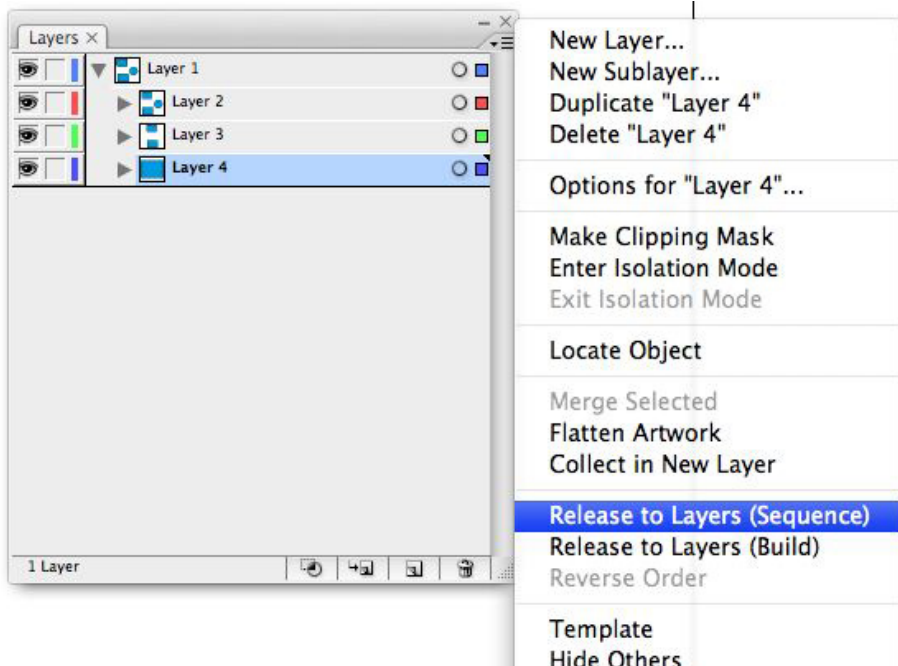 Layers ×
Layer 1
Layer 2
Layer 3
Layer 4
1 Layer
New Layer...
New Sublayer...
Duplicate "Layer 4"
Delete "Layer 4"
Options for "Layer 4"...
Make Clipping Mask
Enter Isolation Mode
Exit Isolation Mode
Locate Object
Merge Selected
Flatten Artwork
Collect in New Layer
Release to Layers (Sequence)
Release to Layers (Build)
Reverse Order
Template
Hide Others